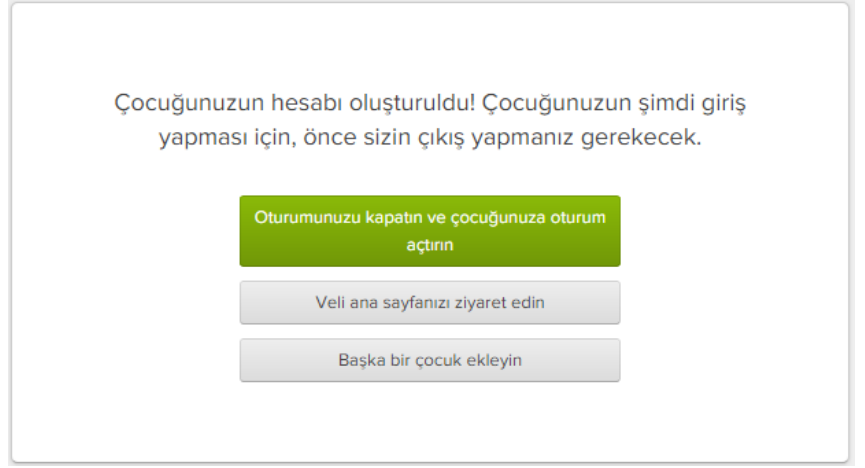 Çocuğunuzun hesabı oluşturuldu! Çocuğunuzun şimdi giriş
yapması için, önce sizin çıkış yapmanız gerekecek.
Oturumunuzu kapatın ve çocuğunuza oturum
açtırın
Veli ana sayfanızı ziyaret edin
Başka bir çocuk ekleyin